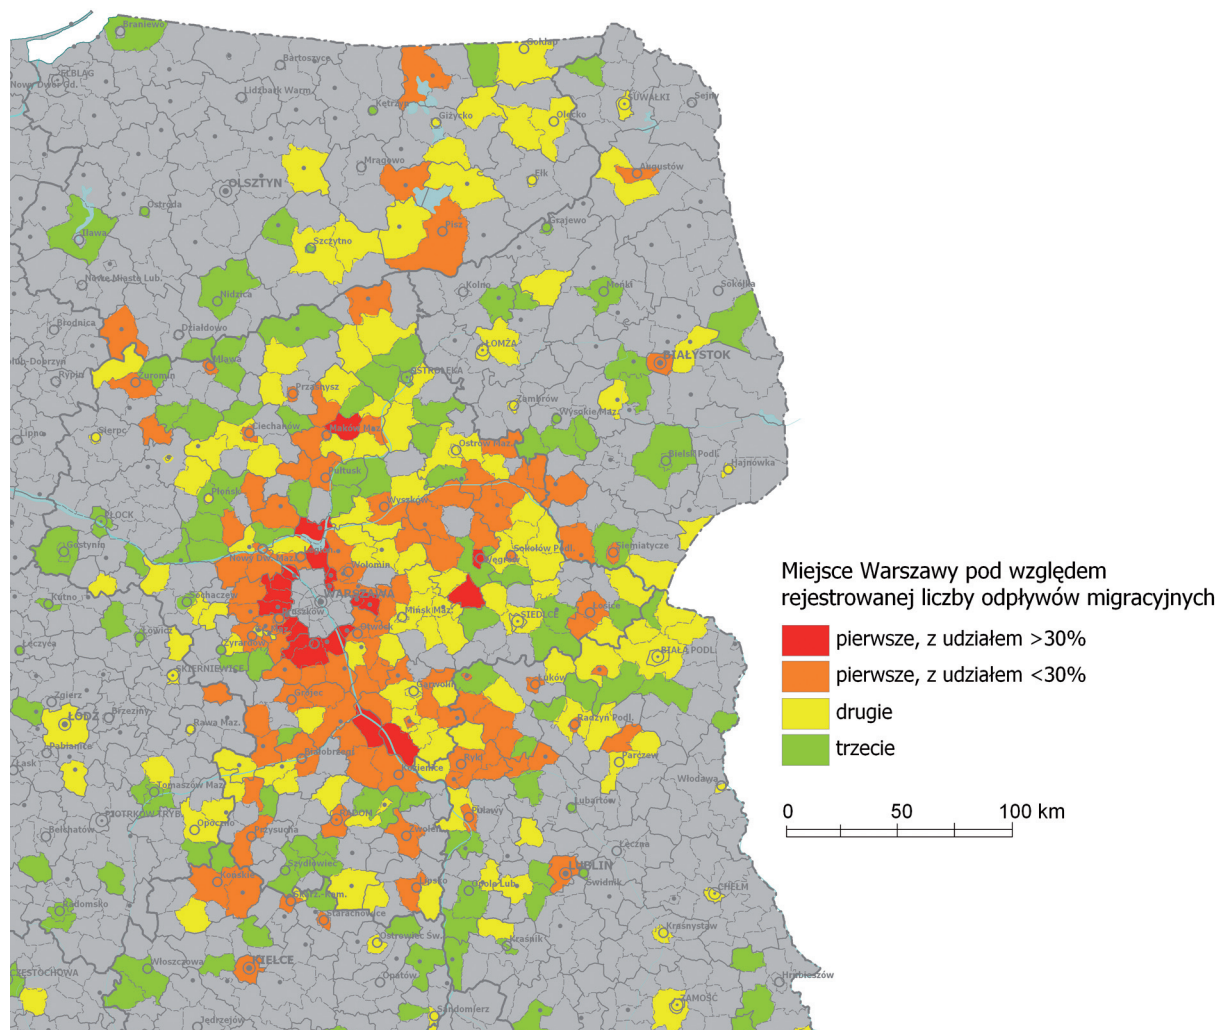 Braniewo
Gołdap
Bartoszyce
ELBLĄG
Nowy Dwór Gd.
Lidzbark Warm.
Kętrzyn
SUWAŁKI
Sejny
Giżycko
Olecko
Mrągowo
Ełk
Augustów
OLSZTYN
Ostróda
Iława
Szczytno
Pisz
Grajewo
Nowe Miasto Lub.
Nidzica
Kolno
Mońki
Sokółka
Brodnica
Działdowo
ŁOMŻA
BIAŁYSTOK
Rypin
Żuromin
Mława
OSTROŁĘKA
Przasnysz
Zambrów
Wysokie Maz.
Lipno
Sierpc
Ciechanów
Maków Maz.
Ostrów Maz.
Bielsk Podl.
Hajnówka
Pułtusk
Płońsk
Wyszków
PŁOCK
Gostynin
Nowy Dw. Maz.
Węgrów
Sokołów Podl.
Siemiatycze
Wołomin
Kutno
Sochaczew
WARSZAWA
Mińsk Maz.
SIEDLCE
Łosice
Pruszków
Otwock
Łowicz
Łęczyca
Żyrardów
SKIERNIEWICE
BIAŁA PODL.
Garwolin
Łuków
Zgierz
Brzeziny
Grójec
ŁÓDŹ
Rawa Maz.
Radzyń Podl.
Pabianice
Łask
Białobrzegi
Ryki
Parczew
Kozienice
Tomaszów Maz.
Włodawa
Lubartów
PIOTRKÓW TRYB.
Opoczno
RADOM
Puławy
Bełchatów
Przysucha
Zwoleń
Łęczna
Szydłowiec
LUBLIN
Świdnik
Końskie
Lipsko
Opole Lub.
CHEŁM
Radomsko
Skarż.-Kam.
Starachowice
Krasnystaw
Ostrowiec Św.
Kraśnik
KIELCE
Włoszczowa
CZĘSTOCHOWA
Opatów
Hrubieszów
ZAMOŚĆ
Sandomierz
Jędrzejów
Miejsce Warszawy pod względem
rejestrowanej liczby odpływów migracyjnych
pierwsze, z udziałem >30%
pierwsze, z udziałem <30%
drugie
trzecie
0 50 100 km